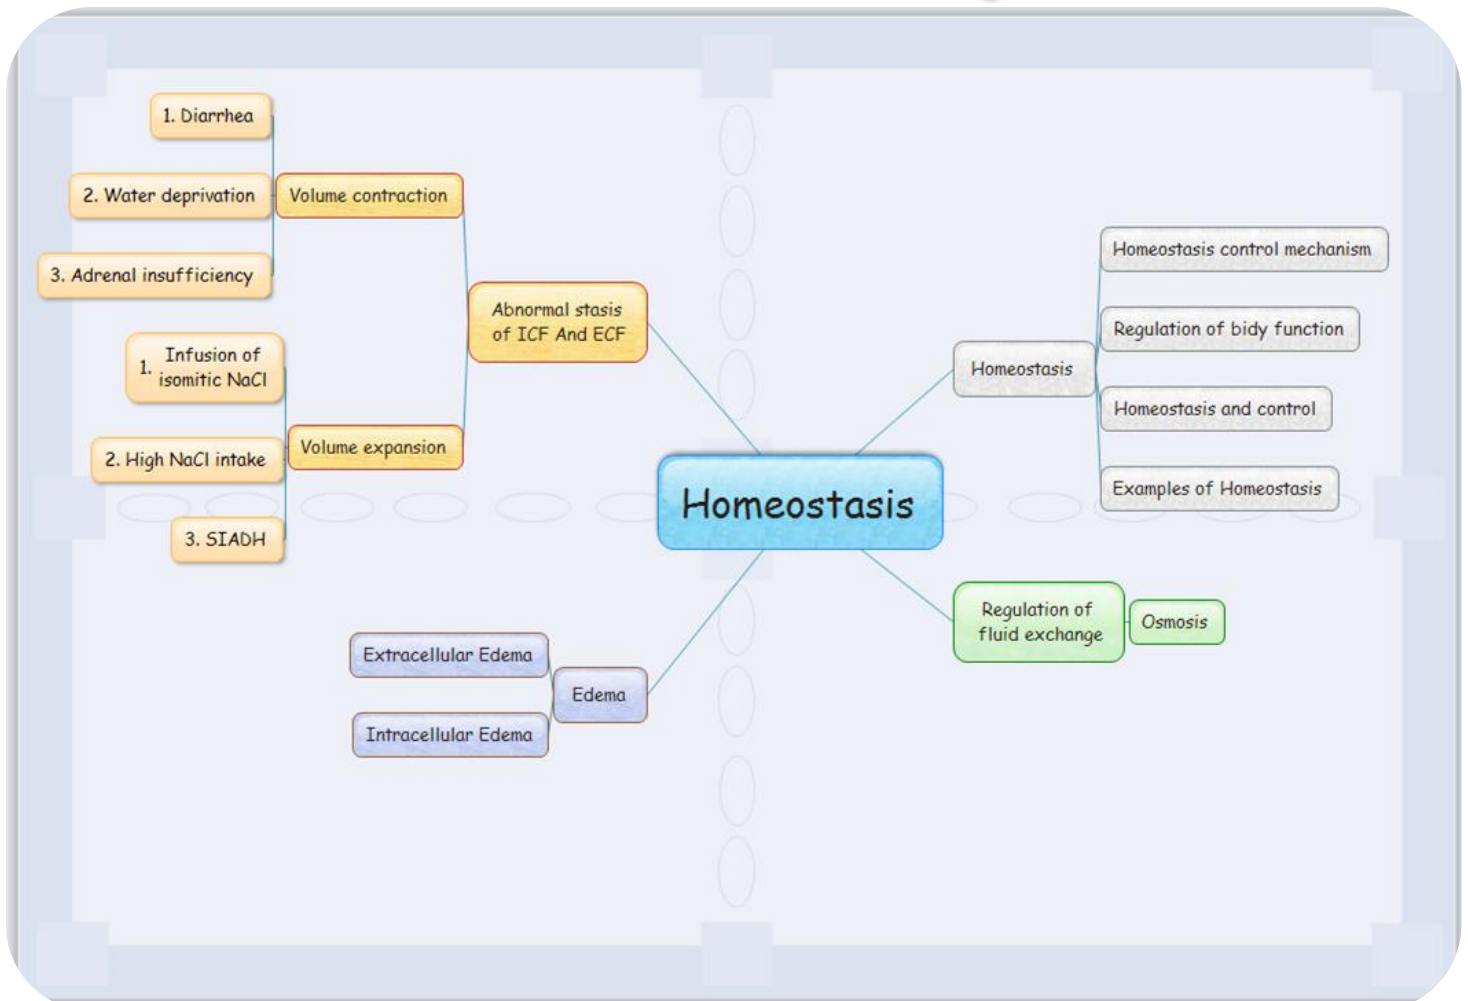 Homeostasis
Abnormal stasis
of ICF And ECF
Volume contraction
1. Diarrhea
2. Water deprivation
3. Adrenal insufficiency
Volume expansion
1. Infusion of
isomitic NaCl
2. High NaCl intake
3. SIADH
Edema
Extracellular Edema
Intracellular Edema
Homeostasis
Homeostasis control mechanism
Regulation of bidy function
Homeostasis and control
Examples of Homeostasis
Regulation of
fluid exchange
Osmosis